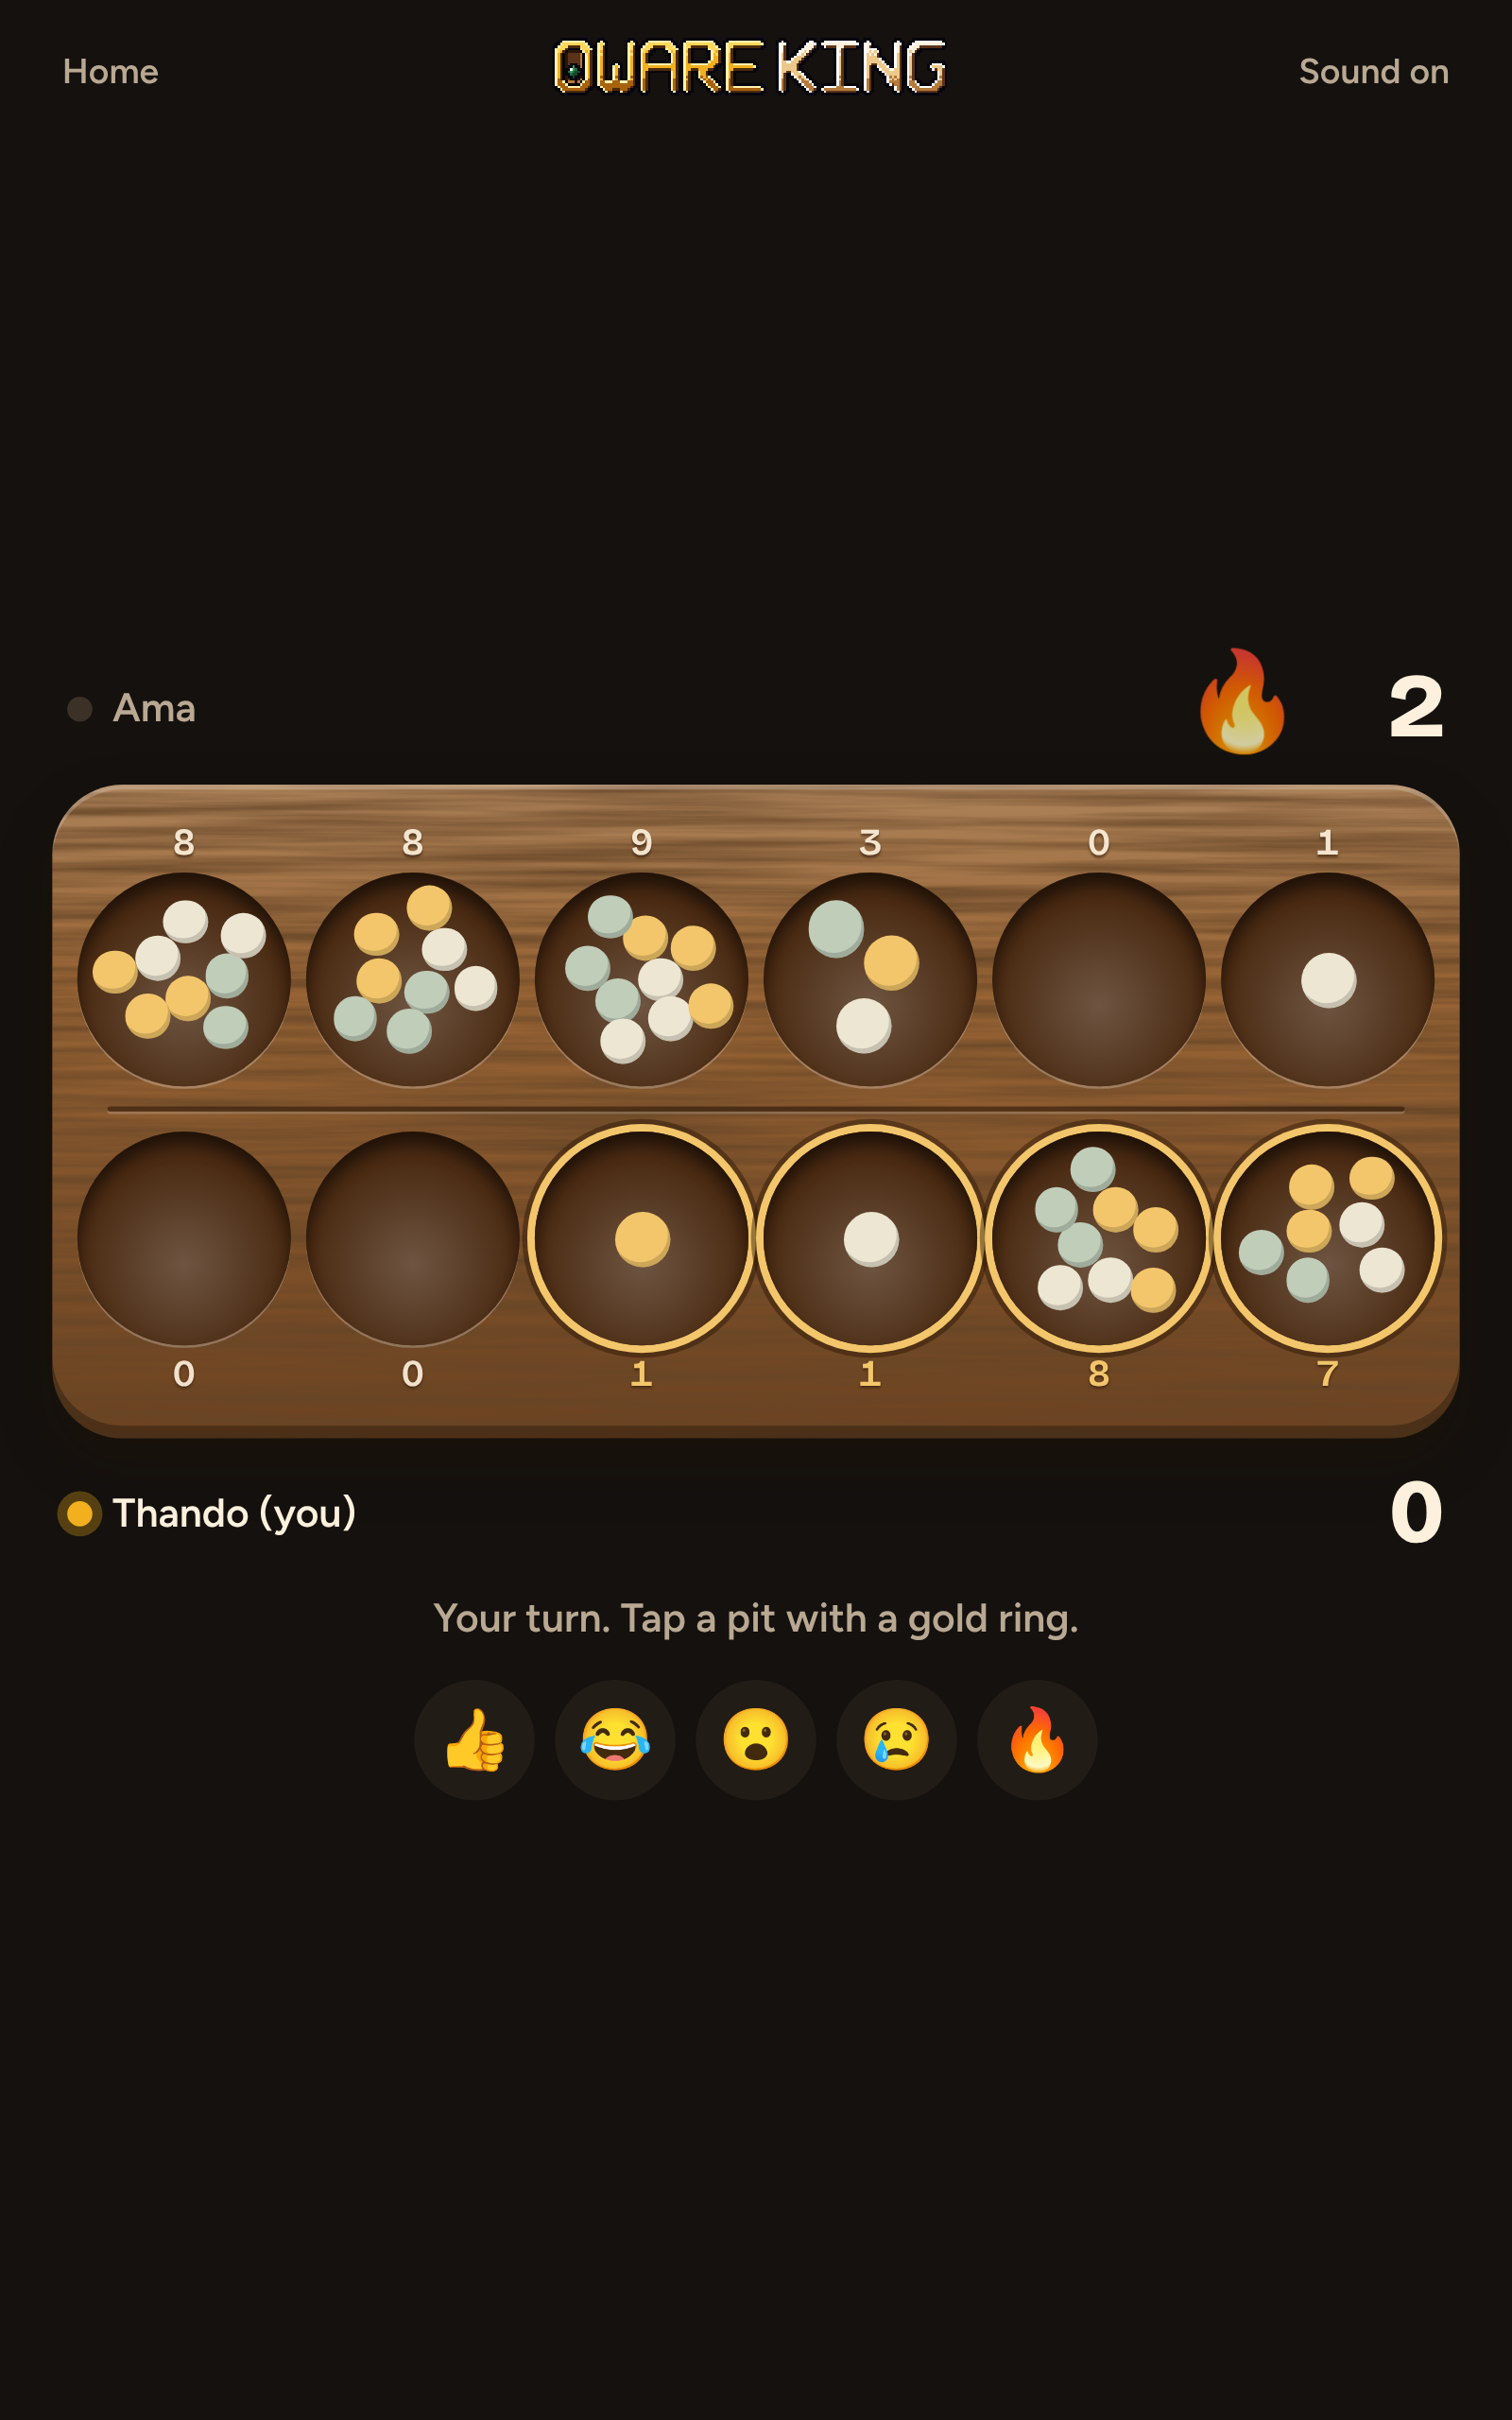 Home OWARE KING Sound on
Ama 2
8 8 9 3 0 1
0 0 1 1 8 7
Thando (you) 0
Your turn. Tap a pit with a gold ring.